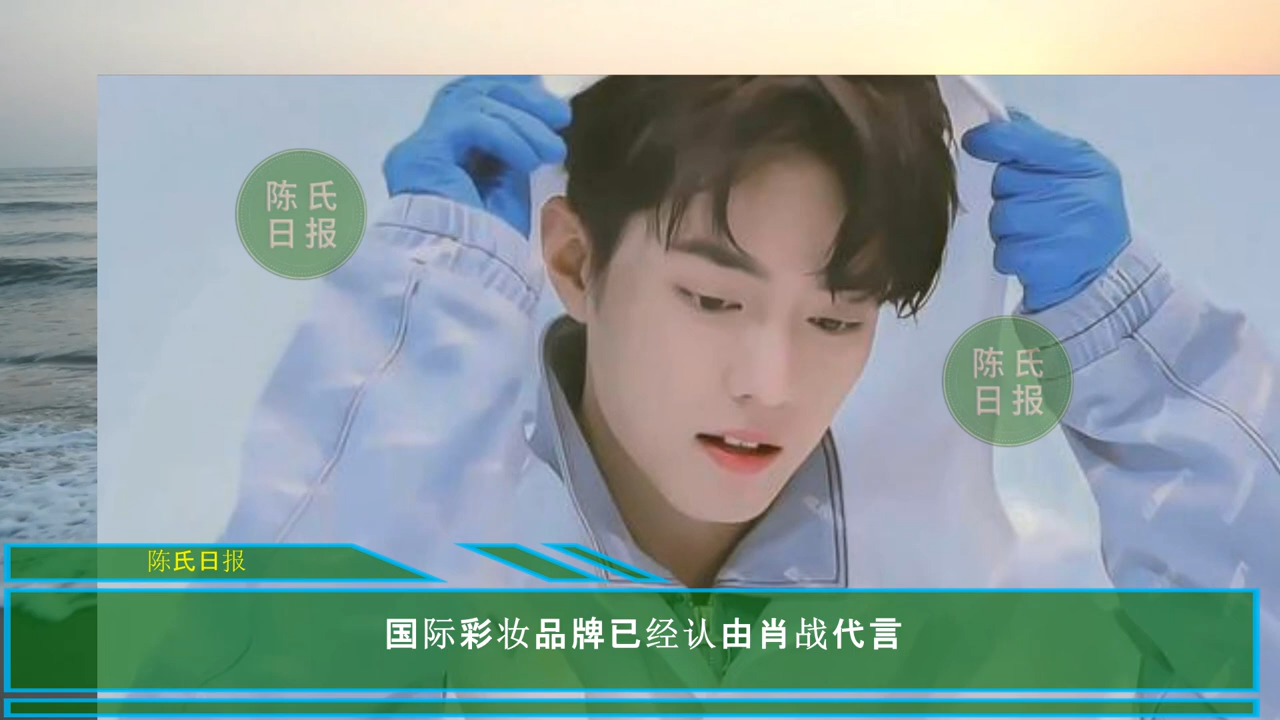 陈氏
日报
陈氏
日报
陈氏日报
国际彩妆品牌已经认由肖战代言